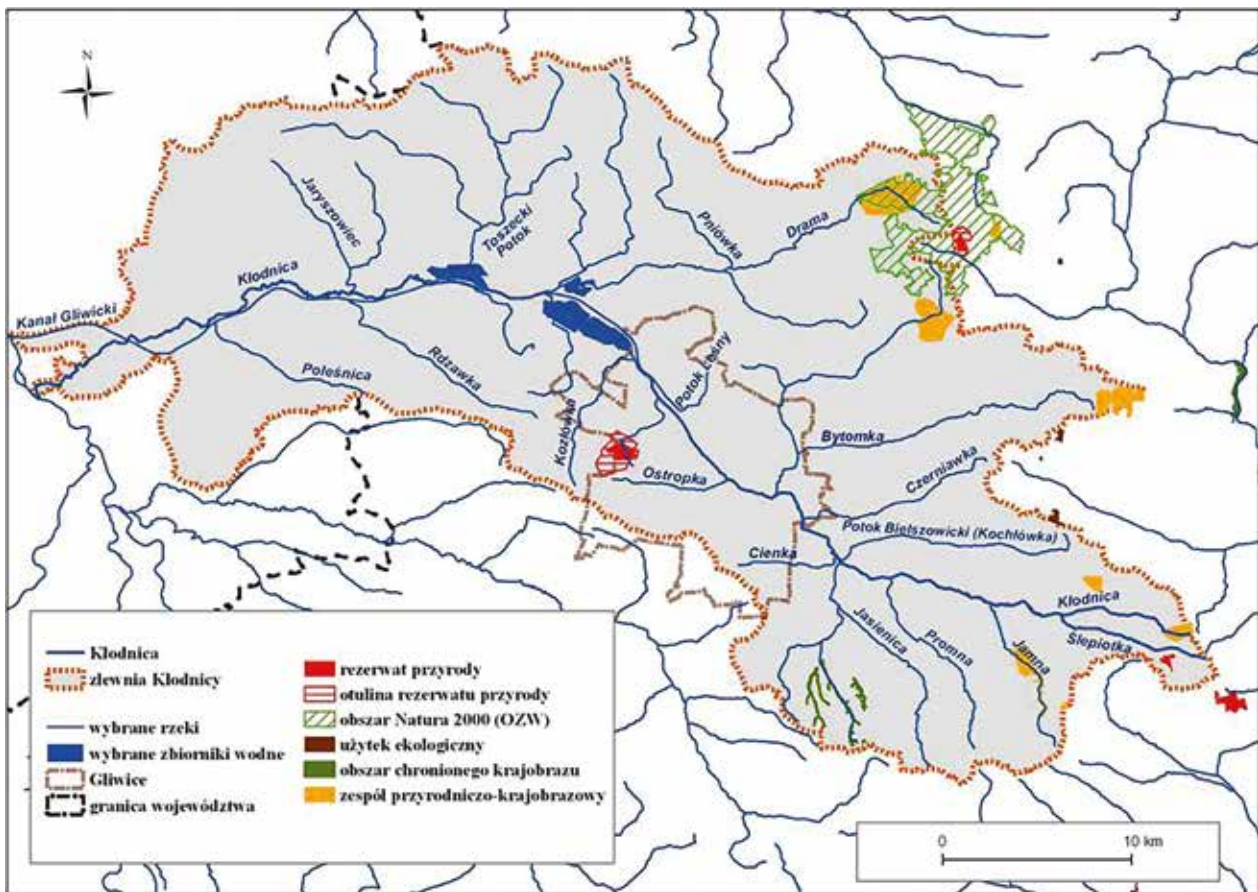 N
Jaryszowiec
Toszecki
Potok
Pniówka
Drama
Kłodnica
Kanał Gliwicki
Rdzawka
Poleśnica
Kozłówka
Potok Leśny
Bytomka
Ostropka
Czerniawka
Potok Bielszowicki (Kochłówka)
Cienka
Kłodnica
Ślepiotka
Jasienica
Promna
Jamna
Kłodnica
zlewnia Kłodnicy
wybrane rzeki
wybrane zbiorniki wodne
Gliwice
granica województwa
rezerwat przyrody
otulina rezerwatu przyrody
obszar Natura 2000 (OZW)
użytek ekologiczny
obszar chronionego krajobrazu
zespół przyrodniczo-krajobrazowy
0 10 km